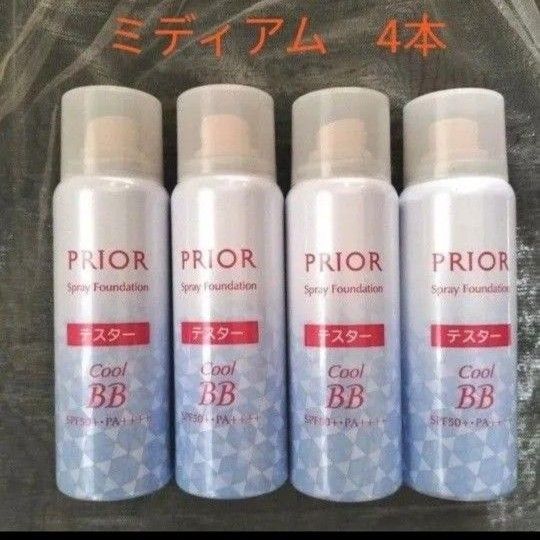 ミディアム 4本
PRIOR
Spray Foundation
テスター
Cool
BB
SPF50+・PA++++
PRIOR
Spray Foundation
テスター
Cool
BB
SPF50+・PA++++
PRIOR
Spray Foundation
テスター
Cool
BB
SPF50+・PA++++
PRIOR
Spray Foundation
テスター
Cool
BB
SPF50+・PA++++